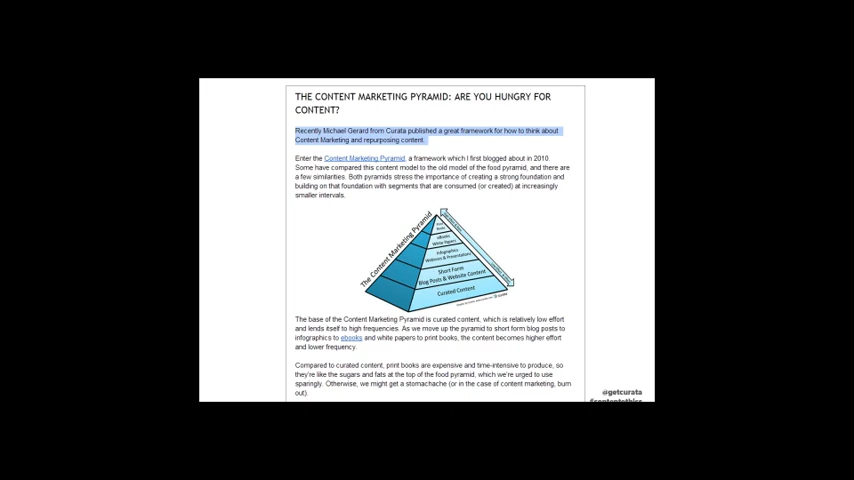 THE CONTENT MARKETING PYRAMID: ARE YOU HUNGRY FOR
CONTENT?
Recently Michael Gerard from Curata published a great framework for how to think about
Content Marketing and repurposing content.
Enter the Content Marketing Pyramid, a framework which I first blogged about in 2010.
Some have compared this content model to the old model of the food pyramid, and there are
a few similarities. Both pyramids stress the importance of creating a strong foundation and
building on that foundation with segments that are consumed (or created) at increasingly
smaller intervals.
The Content Marketing Pyramid
Print
Books
eBooks
White Papers
Infographics
Webinars & Presentations
Short Form
Blog Posts & Website Content
Curated Content
The base of the Content Marketing Pyramid is curated content, which is relatively low effort
and lends itself to high frequencies. As we move up the pyramid to short form blog posts to
infographics to ebooks and white papers to print books, the content becomes higher effort
and lower frequency.
Compared to curated content, print books are expensive and time-intensive to produce, so
they're like the sugars and fats at the top of the food pyramid, which we're urged to use
sparingly. Otherwise, we might get a stomachache (or in the case of content marketing, burn
out).
@getcurata
#contentethics